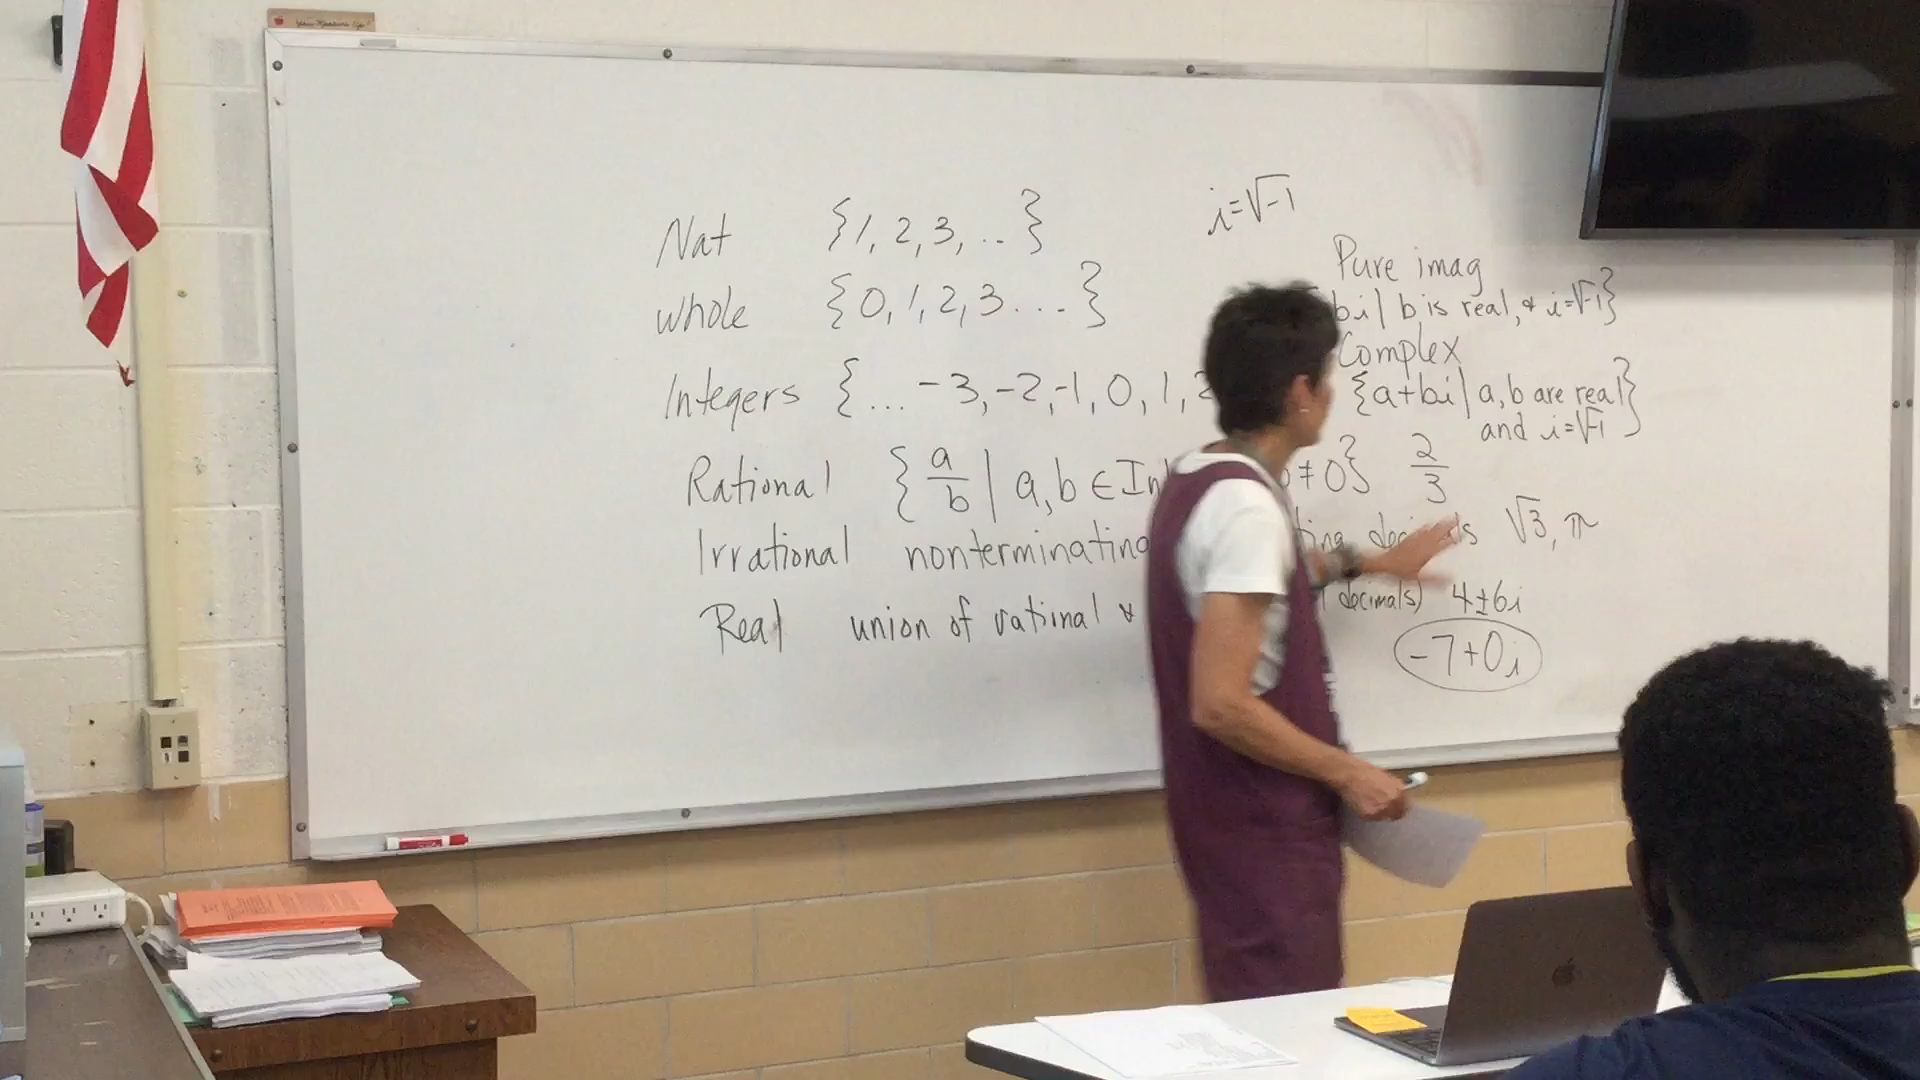 Nat {1, 2, 3, ..}
whole {0, 1, 2, 3 ....}
Integers {... -3, -2, -1, 0, 1, 2
Rational {a/b | a, b ∈ In ≠ 0} 2/3
Irrational nonterminating ting √3, π
Real union of rational & decimals) 4±6i
-7+0i
i=√-1
Pure imag
bi | b is real, & i=√-1}
Complex
{a+bi | a, b are real}
and i=√-1